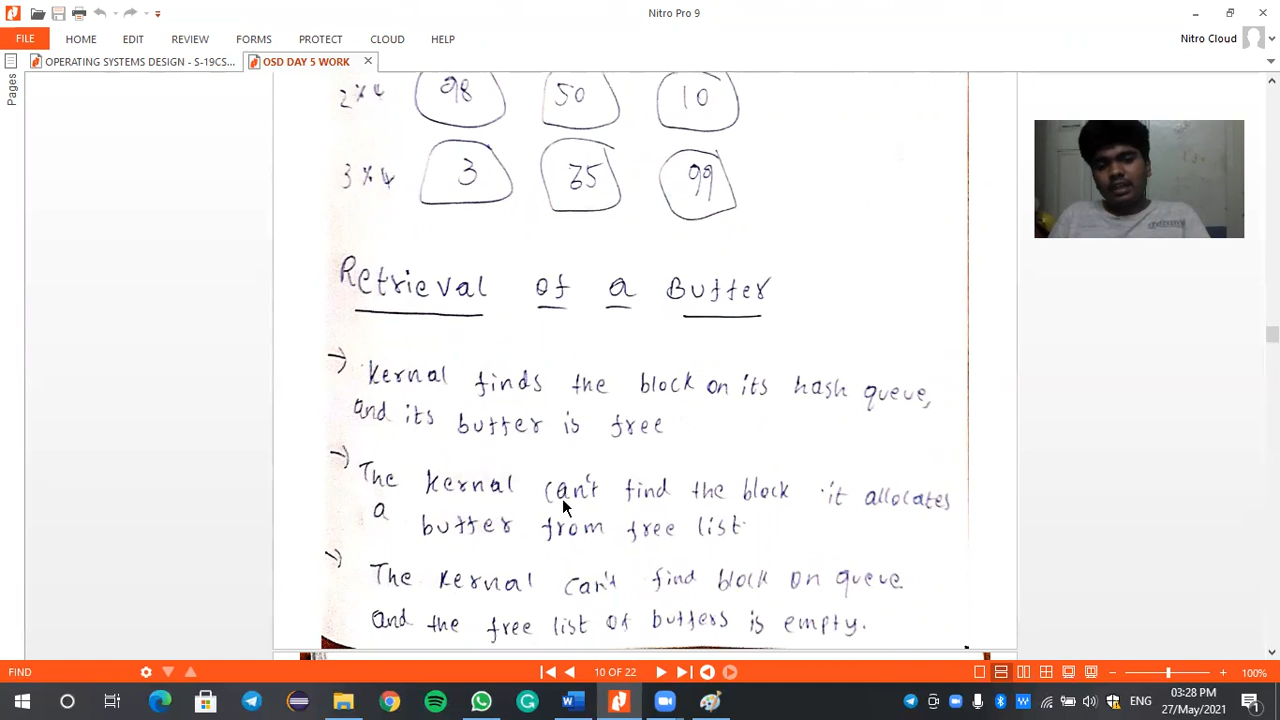 Nitro Pro 9
FILE HOME EDIT REVIEW FORMS PROTECT CLOUD HELP
Nitro Cloud
OPERATING SYSTEMS DESIGN - S-19CS...
OSD DAY 5 WORK
Pages
2%4 98 50 10
3%4 3 35 99
Retrieval of a Buffer
→ Kernal finds the block on its hash queue,
and its buffer is free
→ The Kernal can't find the block it allocates
a buffer from free list
→ The Kernal can't find block on queue
and the free list of buffers is empty.
FIND
10 OF 22
100%
ENG
03:28 PM
27/May/2021